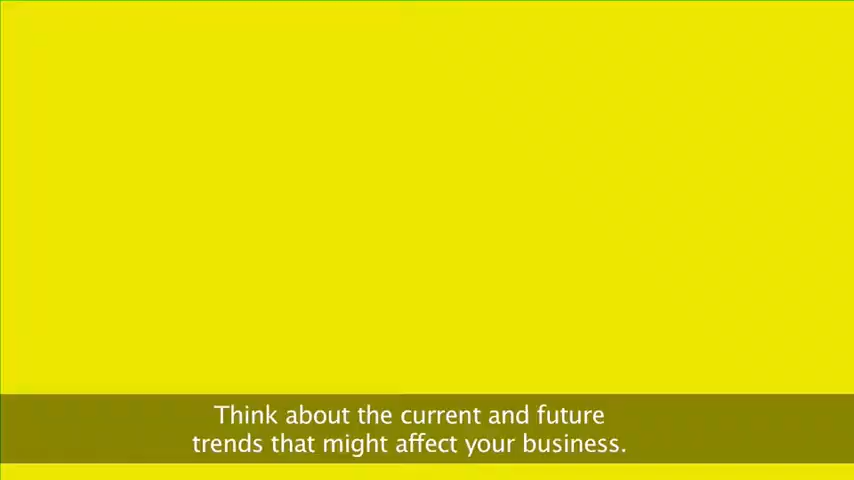 Think about the current and future
trends that might affect your business.